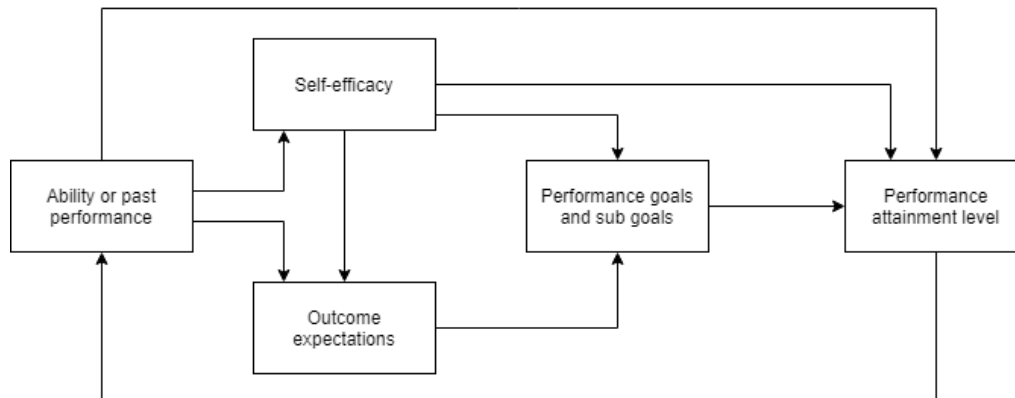 Self-efficacy
Ability or past
performance
Performance goals
and sub goals
Performance
attainment level
Outcome
expectations